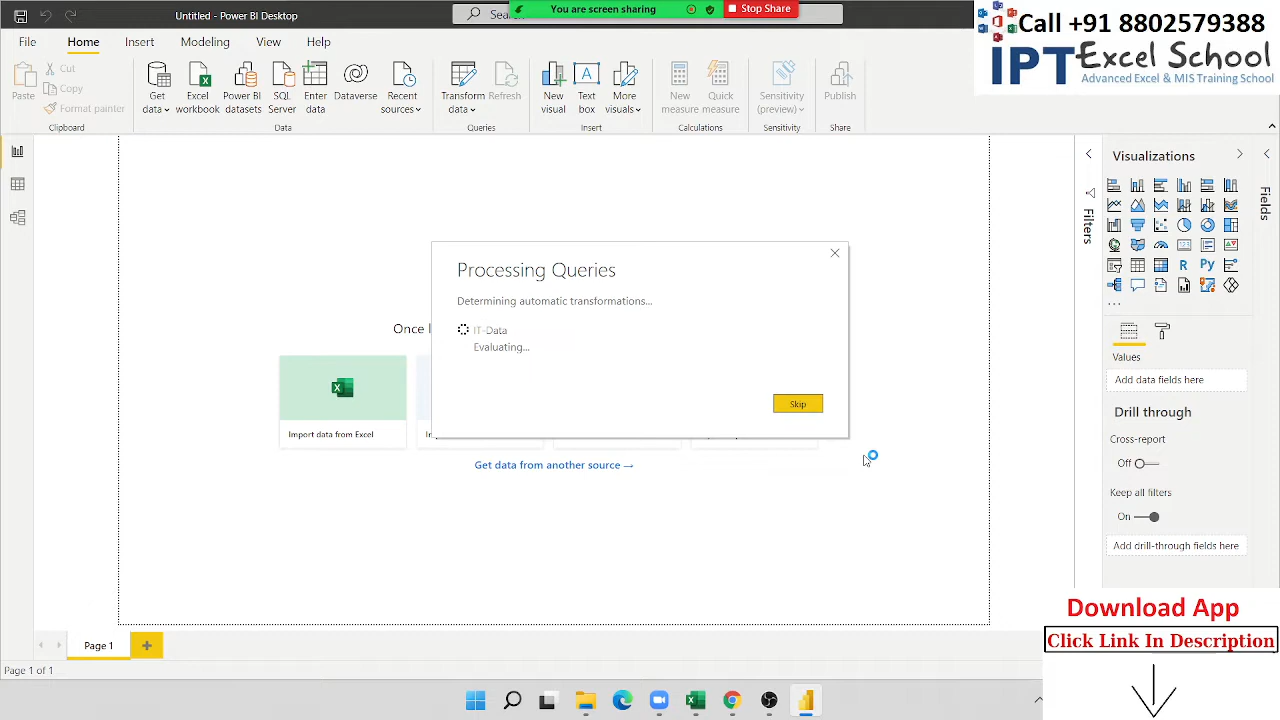 Untitled - Power BI Desktop
You are screen sharing
Stop Share
Call +91 8802579388
IPT Excel School
Advanced Excel & MIS Training School
File
Home
Insert
Modeling
View
Help
Paste
Cut
Copy
Format painter
Clipboard
Get data
Excel workbook
Power BI datasets
SQL Server
Enter data
Dataverse
Recent sources
Data
Transform data
Refresh
Queries
New visual
Text box
More visuals
Insert
New measure
Quick measure
Calculations
Sensitivity (preview)
Sensitivity
Publish
Share
Processing Queries
Determining automatic transformations...
IT-Data
Evaluating...
Skip
Import data from Excel
Get data from another source →
Filters
Visualizations
Fields
R
Py
Values
Add data fields here
Drill through
Cross-report
Off
Keep all filters
On
Add drill-through fields here
Page 1
Page 1 of 1
Download App
Click Link In Description